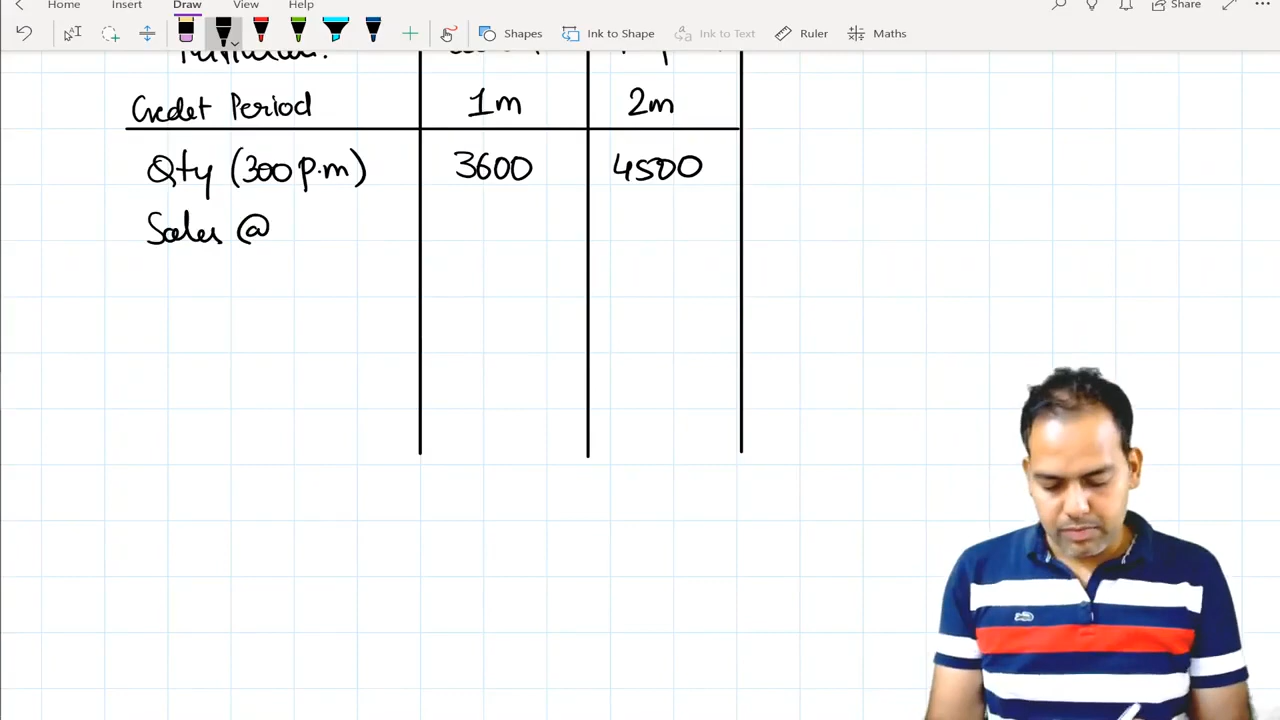 Home Insert Draw View Help Share
Shapes Ink to Shape Ink to Text Ruler Maths
Credit Period 1m 2m
Qty (300 p.m) 3600 4500
Sales @